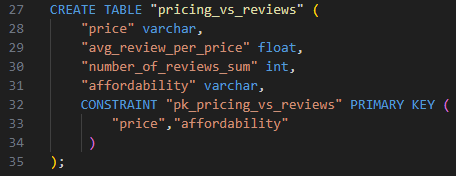 27 CREATE TABLE "pricing_vs_reviews" (
28 "price" varchar,
29 "avg_review_per_price" float,
30 "number_of_reviews_sum" int,
31 "affordability" varchar,
32 CONSTRAINT "pk_pricing_vs_reviews" PRIMARY KEY (
33 "price","affordability"
34 )
35 );